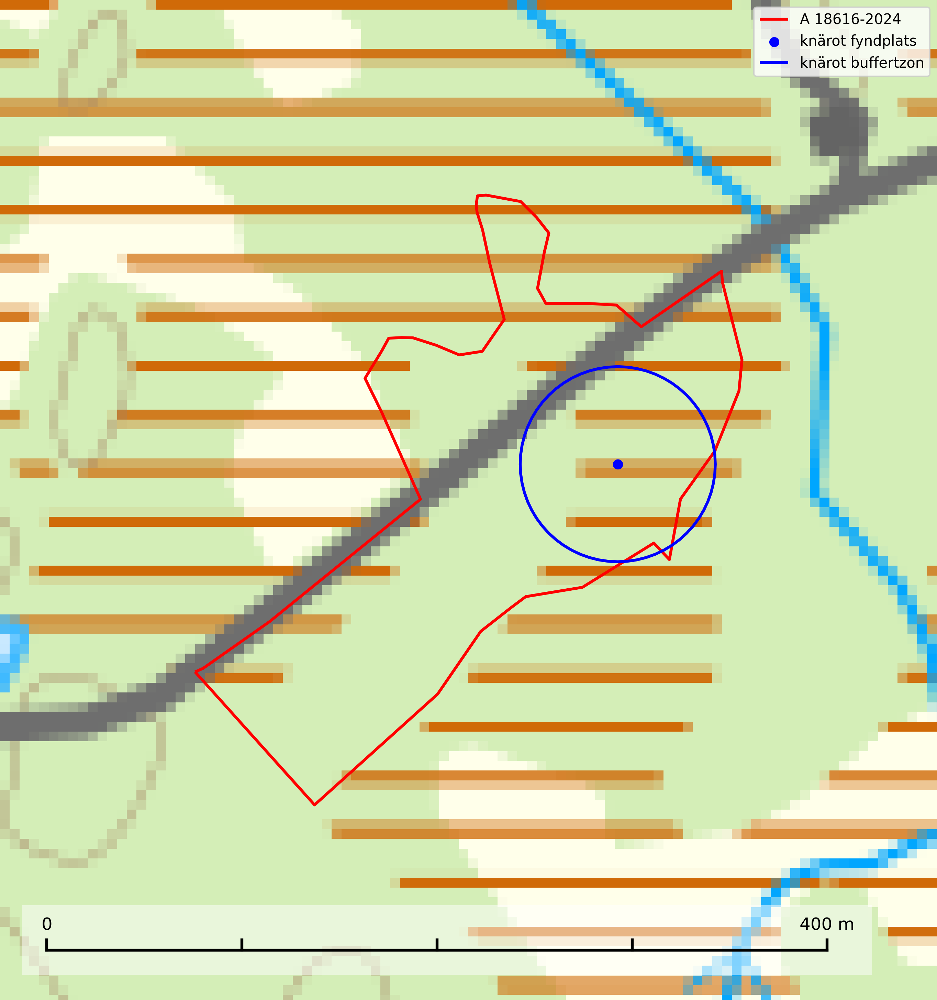 A 18616-2024
knärot fyndplats
knärot buffertzon
0
400 m